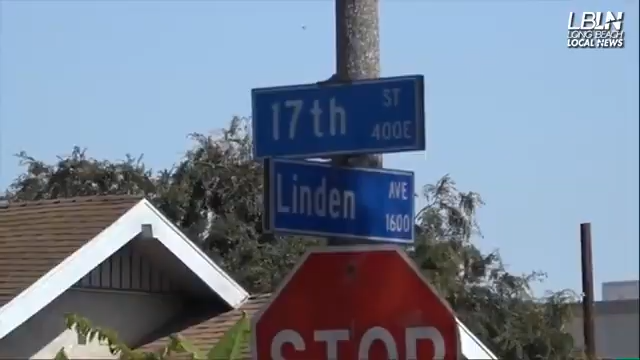 LBLN
LONG BEACH
LOCAL NEWS
17th ST
400E
Linden AVE
1600
STOP